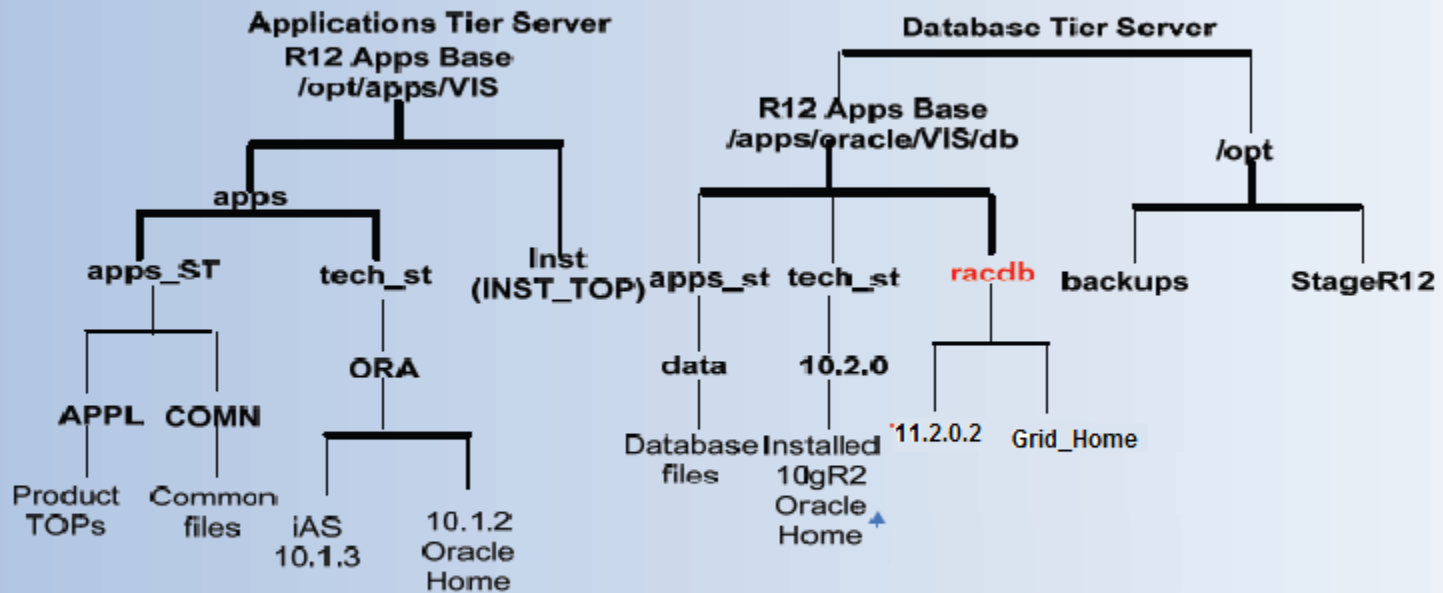 Applications Tier Server
R12 Apps Base
/opt/apps/VIS
apps
apps_ST
tech_st
Inst
(INST_TOP)
APPL
COMN
ORA
Product
TOPs
Common
files
iAS
10.1.3
10.1.2
Oracle
Home
Database Tier Server
R12 Apps Base
/apps/oracle/VIS/db
/opt
apps_st
tech_st
racdb
backups
StageR12
data
10.2.0
Database
files
Installed
10gR2
Oracle
Home
11.2.0.2
Grid_Home